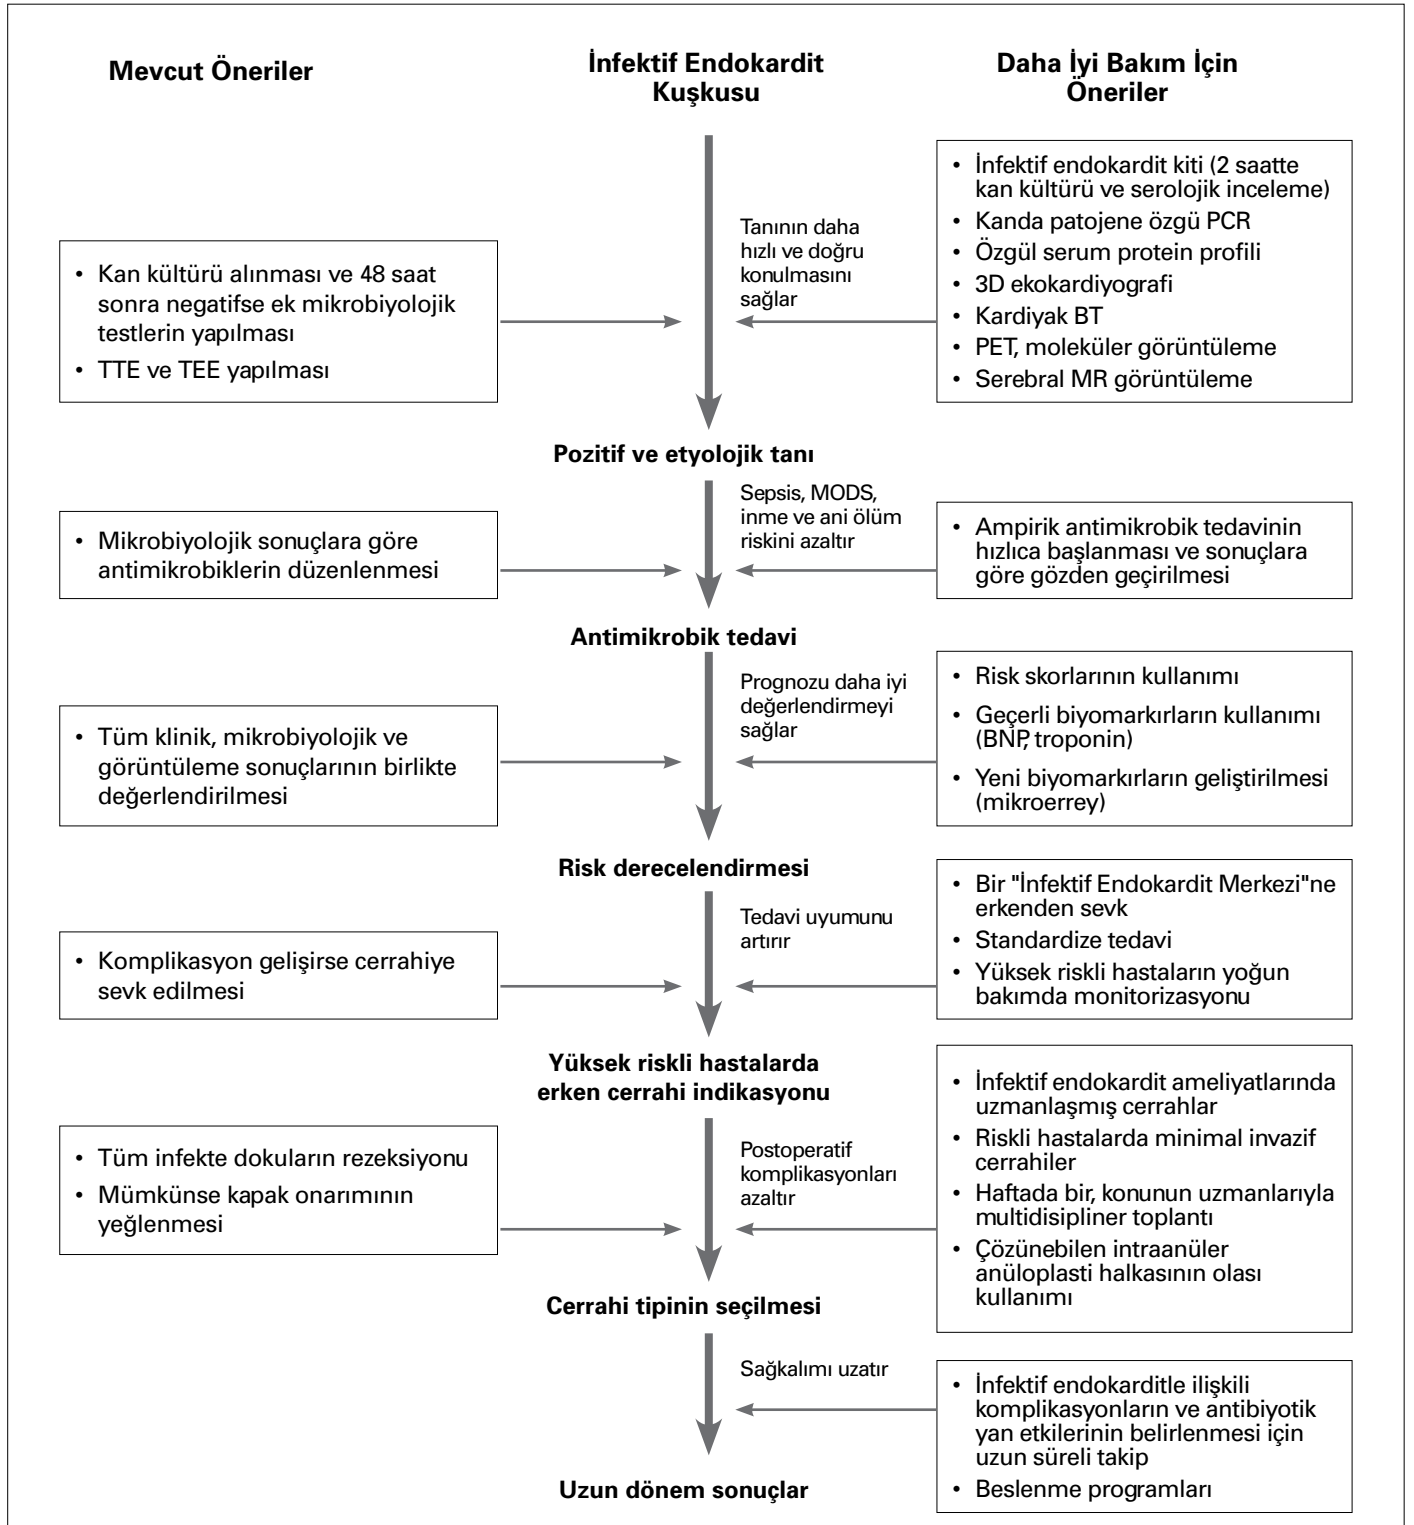 Mevcut Öneriler
İnfektif Endokardit
Kuşkusu
Daha İyi Bakım İçin
Öneriler
• Kan kültürü alınması ve 48 saat
sonra negatifse ek mikrobiyolojik
testlerin yapılması
• TTE ve TEE yapılması
Tanının daha
hızlı ve doğru
konulmasını
sağlar
• İnfektif endokardit kiti (2 saatte
kan kültürü ve serolojik inceleme)
• Kanda patojene özgü PCR
• Özgül serum protein profili
• 3D ekokardiyografi
• Kardiyak BT
• PET, moleküler görüntüleme
• Serebral MR görüntüleme
Pozitif ve etyolojik tanı
• Mikrobiyolojik sonuçlara göre
antimikrobiklerin düzenlenmesi
Sepsis, MODS,
inme ve ani ölüm
riskini azaltır
• Ampirik antimikrobik tedavinin
hızlıca başlanması ve sonuçlara
göre gözden geçirilmesi
Antimikrobik tedavi
• Tüm klinik, mikrobiyolojik ve
görüntüleme sonuçlarının birlikte
değerlendirilmesi
Prognozu daha iyi
değerlendirmeyi
sağlar
• Risk skorlarının kullanımı
• Geçerli biyomarkırların kullanımı
(BNP, troponin)
• Yeni biyomarkırların geliştirilmesi
(mikroerrey)
Risk derecelendirmesi
• Komplikasyon gelişirse cerrahiye
sevk edilmesi
Tedavi uyumunu
artırır
• Bir "İnfektif Endokardit Merkezi"ne
erkenden sevk
• Standardize tedavi
• Yüksek riskli hastaların yoğun
bakımda monitorizasyonu
Yüksek riskli hastalarda
erken cerrahi indikasyonu
• Tüm infekte dokuların rezeksiyonu
• Mümkünse kapak onarımının
yeğlenmesi
Postoperatif
komplikasyonları
azaltır
• İnfektif endokardit ameliyatlarında
uzmanlaşmış cerrahlar
• Riskli hastalarda minimal invazif
cerrahiler
• Haftada bir, konunun uzmanlarıyla
multidisipliner toplantı
• Çözünebilen intraanüler
anüloplasti halkasının olası
kullanımı
Cerrahi tipinin seçilmesi
Sağkalımı uzatır
• İnfektif endokarditle ilişkili
komplikasyonların ve antibiyotik
yan etkilerinin belirlenmesi için
uzun süreli takip
• Beslenme programları
Uzun dönem sonuçlar